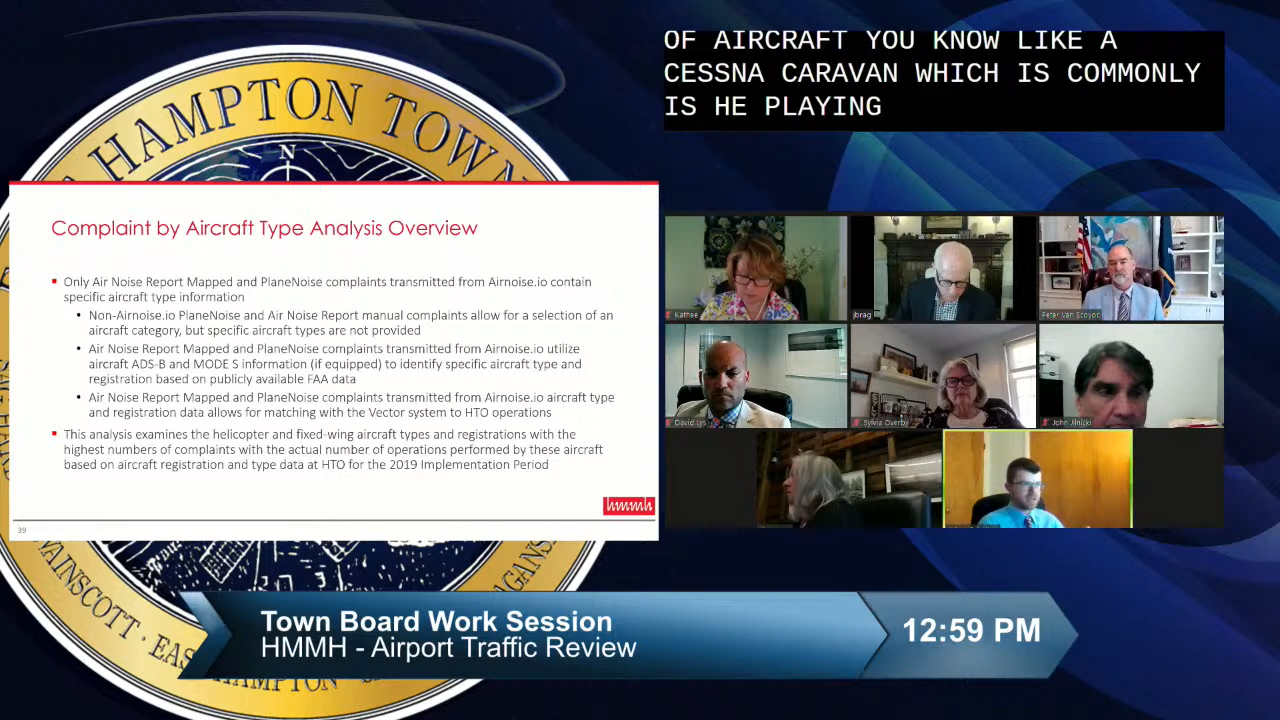 OF AIRCRAFT YOU KNOW LIKE A
CESSNA CARAVAN WHICH IS COMMONLY
IS HE PLAYING
HAMPTON TOWN
N
Complaint by Aircraft Type Analysis Overview
▪ Only Air Noise Report Mapped and PlaneNoise complaints transmitted from Airnoise.io contain
specific aircraft type information
• Non-Airnoise.io PlaneNoise and Air Noise Report manual complaints allow for a selection of an
aircraft category, but specific aircraft types are not provided
• Air Noise Report Mapped and PlaneNoise complaints transmitted from Airnoise.io utilize
aircraft ADS-B and MODE S information (if equipped) to identify specific aircraft type and
registration based on publicly available FAA data
• Air Noise Report Mapped and PlaneNoise complaints transmitted from Airnoise.io aircraft type
and registration data allows for matching with the Vector system to HTO operations
▪ This analysis examines the helicopter and fixed-wing aircraft types and registrations with the
highest numbers of complaints with the actual number of operations performed by these aircraft
based on aircraft registration and type data at HTO for the 2019 Implementation Period
hmmh
39
Kathee
jbrag
Peter Van Scoyoc
David Lys
Sylvia Overby
John Jilnicki
WAINSCOTT · EAS
HAMPTON
Town Board Work Session
HMMH - Airport Traffic Review
12:59 PM